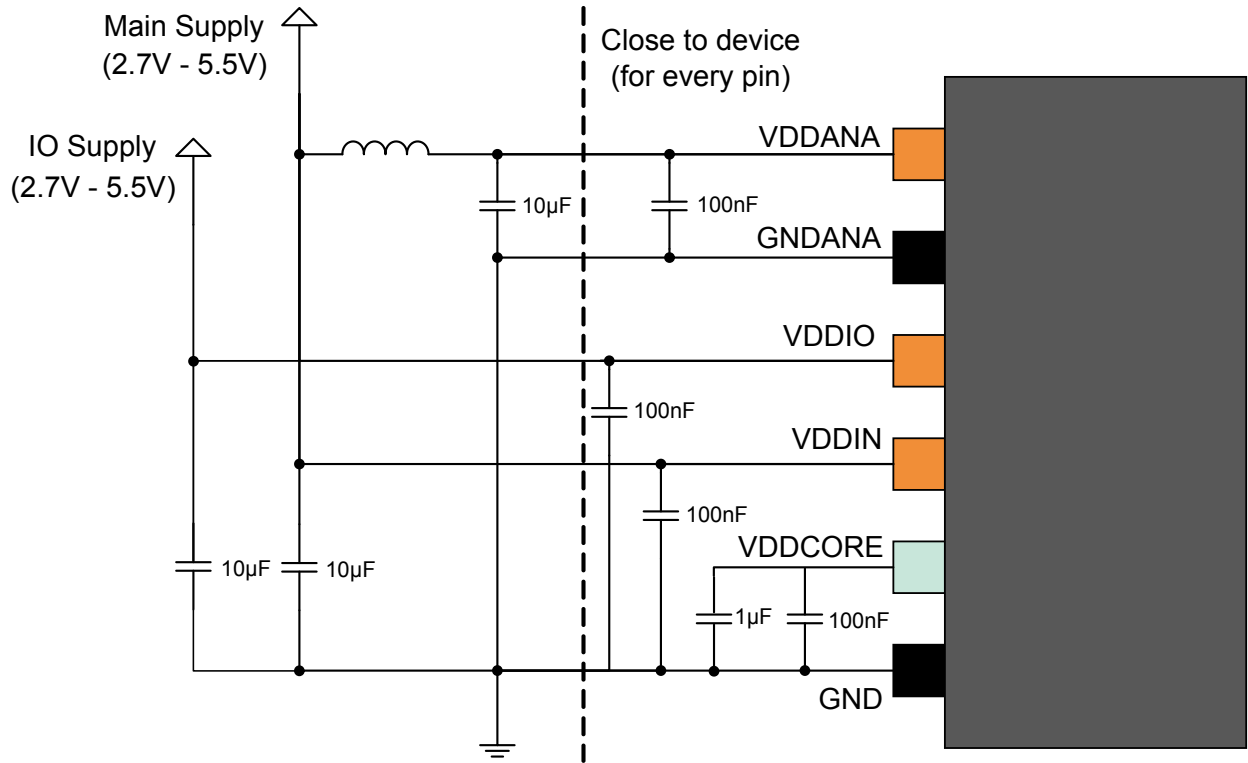 Main Supply
(2.7V - 5.5V)
Close to device
(for every pin)
IO Supply
(2.7V - 5.5V)
VDDANA
10µF
100nF
GNDANA
VDDIO
100nF
VDDIN
100nF
VDDCORE
10µF
10µF
1µF
100nF
GND